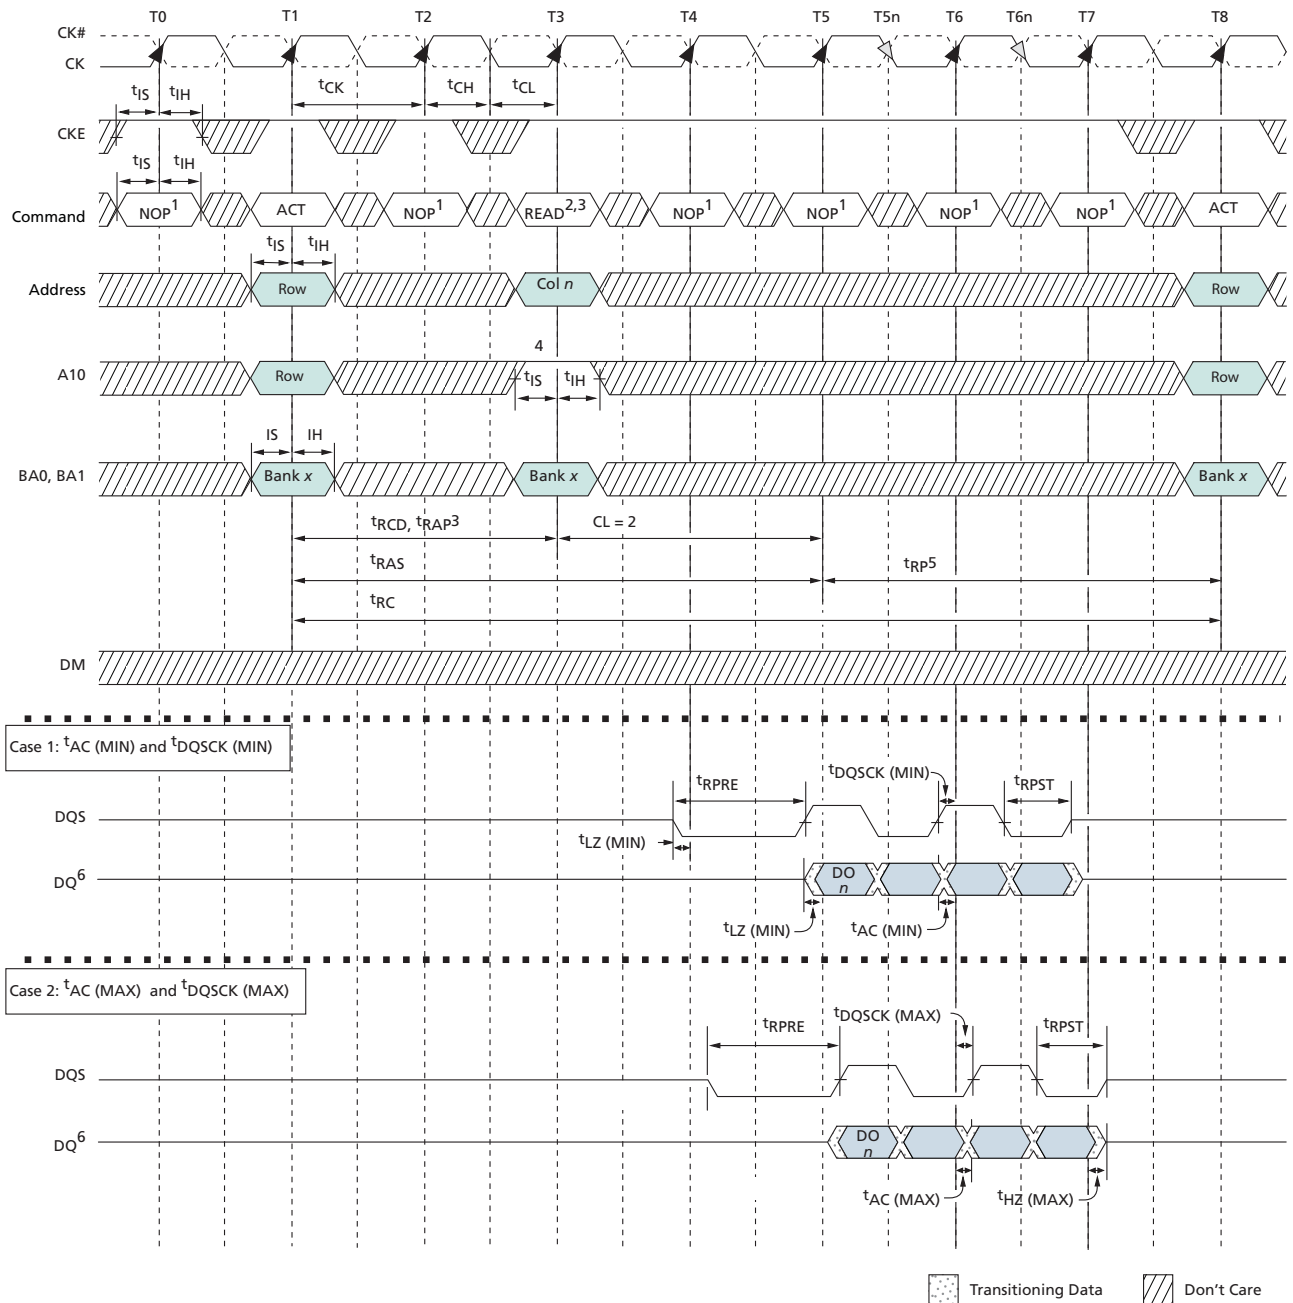 T0 T1 T2 T3 T4 T5 T5n T6 T6n T7 T8
CK#
CK
tCK tCH tCL
tIS tIH
CKE
tIS tIH
Command NOP1 ACT NOP1 READ2,3 NOP1 NOP1 NOP1 NOP1 ACT
tIS tIH
Address Row Col n Row
4
A10 Row tIS tIH Row
IS IH
BA0, BA1 Bank x Bank x Bank x
tRCD, tRAP3 CL = 2
tRAS tRP5
tRC
DM
Case 1: tAC (MIN) and tDQSCK (MIN)
tRPRE tDQSCK (MIN) tRPST
DQS
tLZ (MIN)
DQ6 DO n
tLZ (MIN) tAC (MIN)
Case 2: tAC (MAX) and tDQSCK (MAX)
tRPRE tDQSCK (MAX) tRPST
DQS
DQ6 DO n
tAC (MAX) tHZ (MAX)
Transitioning Data Don't Care